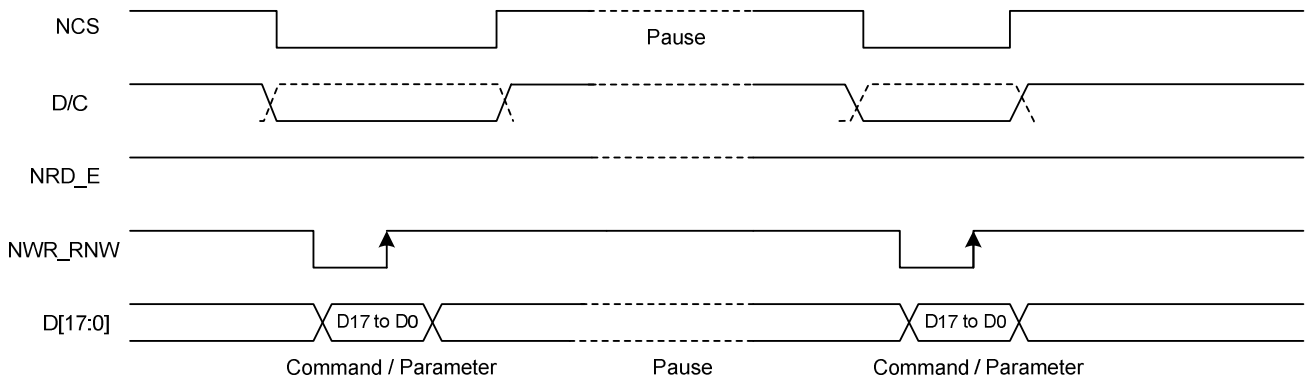 NCS
Pause
D/C
NRD_E
NWR_RNW
D[17:0]
D17 to D0
D17 to D0
Command / Parameter
Pause
Command / Parameter